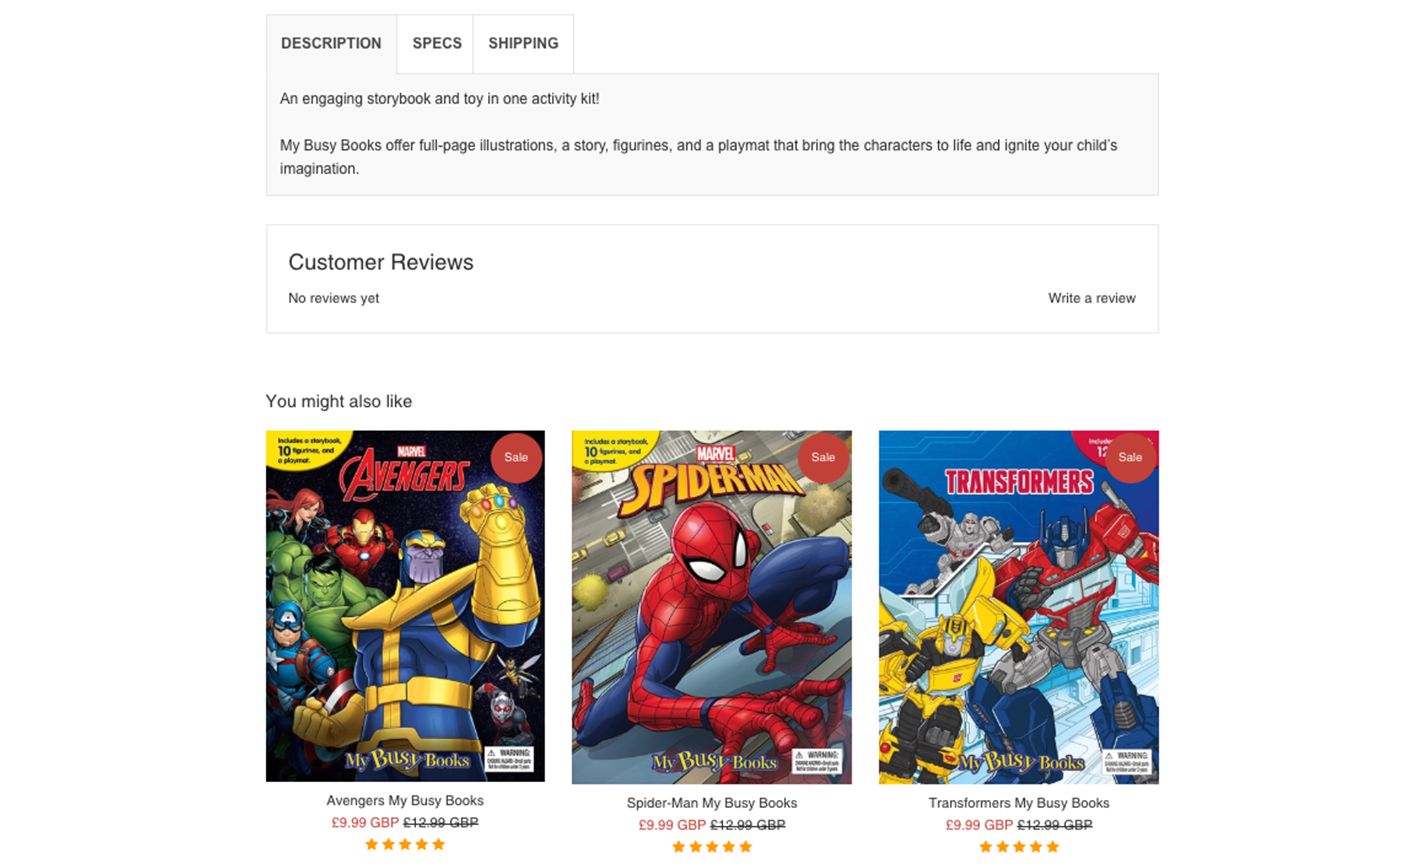 DESCRIPTION SPECS SHIPPING
An engaging storybook and toy in one activity kit!
My Busy Books offer full-page illustrations, a story, figurines, and a playmat that bring the characters to life and ignite your child's
imagination.
Customer Reviews
No reviews yet
Write a review
You might also like
Includes a storybook,
10 figurines, and
a playmat.
MARVEL
AVENGERS
Sale
My Busy Books
WARNING:
Includes a storybook,
10 figurines, and
a playmat.
MARVEL
SPIDER-MAN
Sale
My Busy Books
WARNING:
TRANSFORMERS
Sale
My Busy Books
WARNING:
Avengers My Busy Books
£9.99 GBP £12.99 GBP
Spider-Man My Busy Books
£9.99 GBP £12.99 GBP
Transformers My Busy Books
£9.99 GBP £12.99 GBP